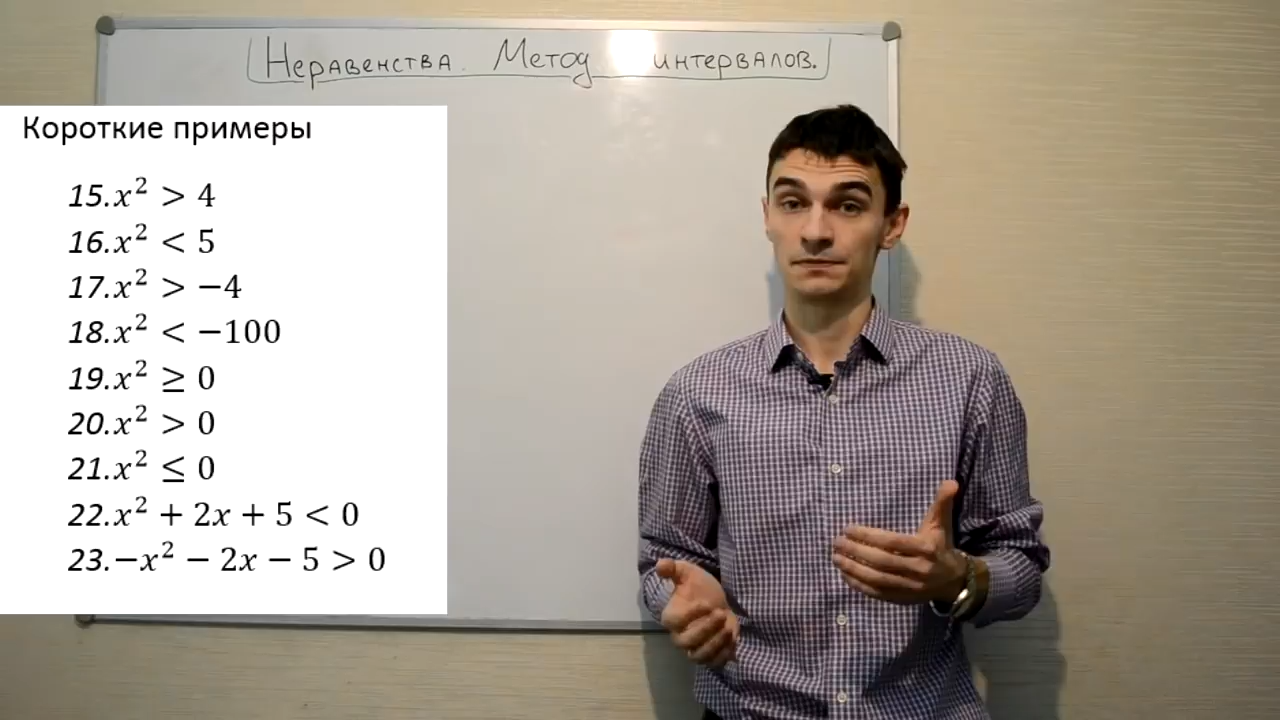 Неравенства. Метод интервалов.
Короткие примеры
15. x² > 4
16. x² < 5
17. x² > −4
18. x² < −100
19. x² ≥ 0
20. x² > 0
21. x² ≤ 0
22. x² + 2x + 5 < 0
23. −x² − 2x − 5 > 0